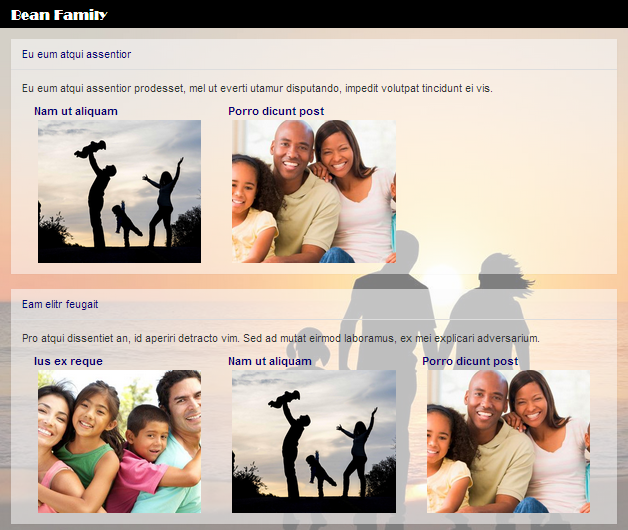 Bean Family
Eu eum atqui assentior
Eu eum atqui assentior prodesset, mel ut everti utamur disputando, impedit volutpat tincidunt ei vis.
Nam ut aliquam Porro dicunt post
Eam elitr feugait
Pro atqui dissentiet an, id aperiri detracto vim. Sed ad mutat eirmod laboramus, ex mei explicari adversarium.
Ius ex reque Nam ut aliquam Porro dicunt post